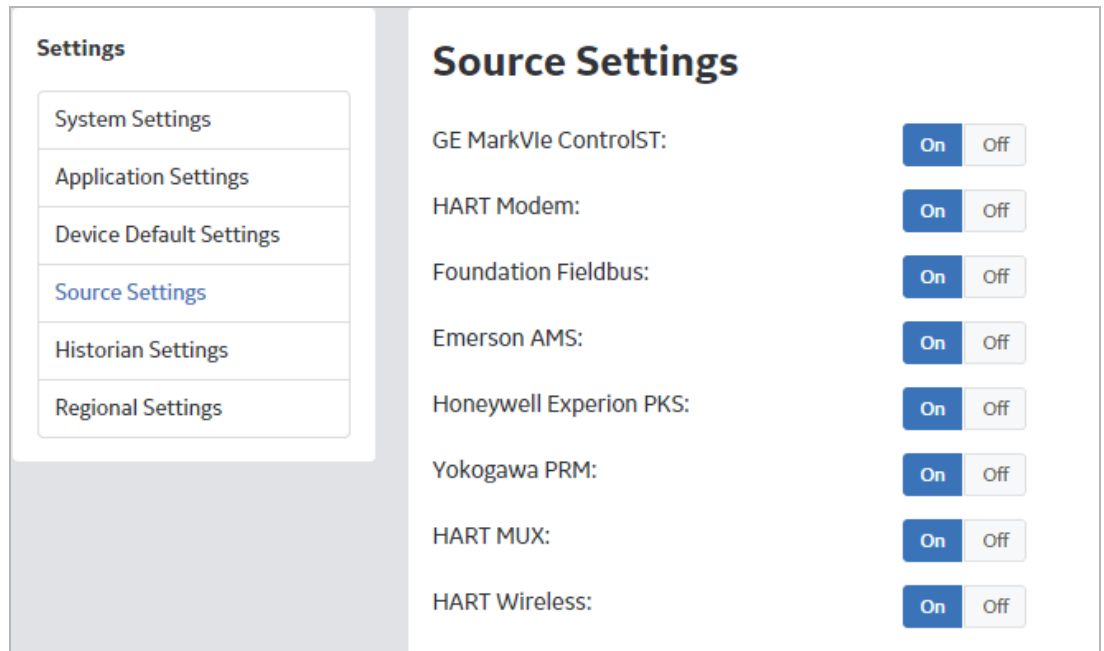 Settings
System Settings
Application Settings
Device Default Settings
Source Settings
Historian Settings
Regional Settings
Source Settings
GE MarkVIe ControlST: On Off
HART Modem: On Off
Foundation Fieldbus: On Off
Emerson AMS: On Off
Honeywell Experion PKS: On Off
Yokogawa PRM: On Off
HART MUX: On Off
HART Wireless: On Off